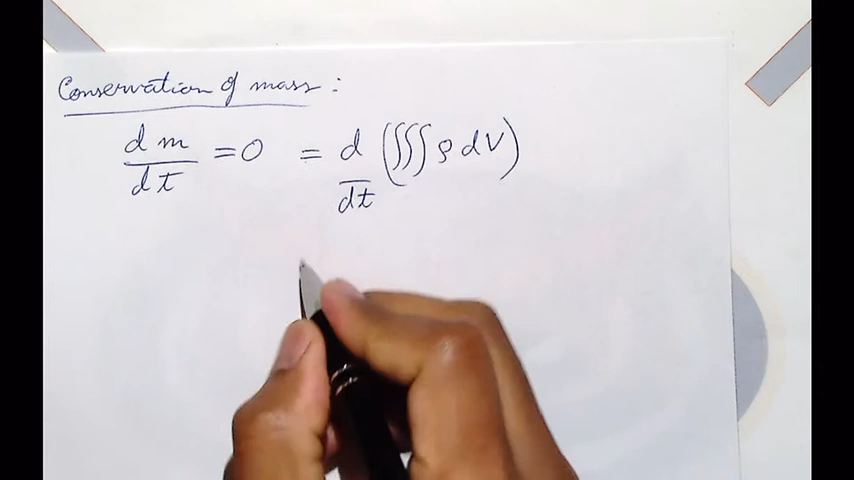 Conservation of mass:
dm/dt = 0 = d/dt (∭ ρ dV)